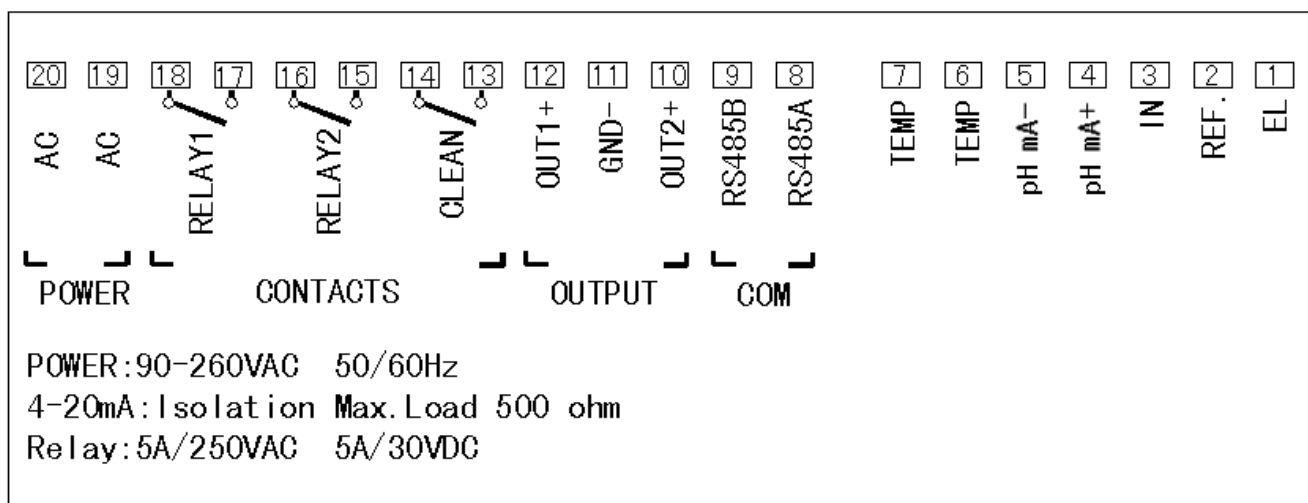 20 19 18 17 16 15 14 13 12 11 10 9 8 7 6 5 4 3 2 1
AC AC RELAY1 RELAY2 CLEAN OUT1+ GND- OUT2+ RS485B RS485A TEMP TEMP pH mA- pH mA+ IN REF. EL
POWER CONTACTS OUTPUT COM
POWER:90-260VAC 50/60Hz
4-20mA:Isolation Max.Load 500 ohm
Relay:5A/250VAC 5A/30VDC